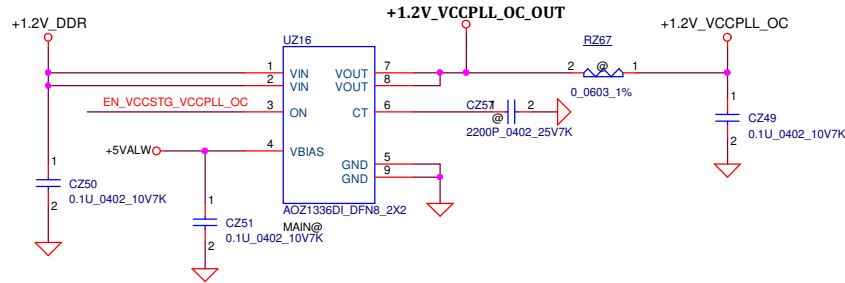 +1.2V_VCCPLL_OC_OUT
+1.2V_DDR
+1.2V_VCCPLL_OC
UZ16
RZ67
1 VIN VOUT 7
2 VIN VOUT 8
2 @ 1
0_0603_1%
EN_VCCSTG_VCCPLL_OC
3 ON CT 6
CZ57 1 2
@
2200P_0402_25V7K
1
CZ49
0.1U_0402_10V7K
2
+5VALW
4 VBIAS
GND 5
GND 9
1
CZ50
0.1U_0402_10V7K
2
AOZ1336DI_DFN8_2X2
MAIN@
1
CZ51
0.1U_0402_10V7K
2